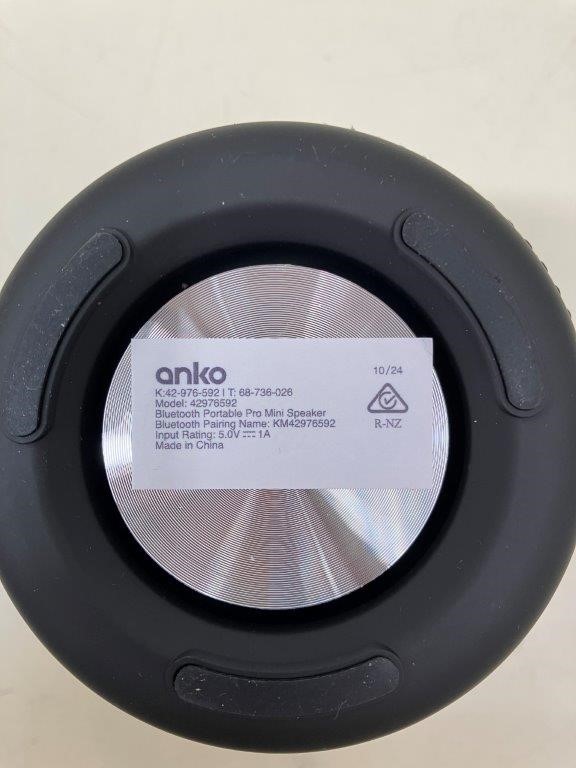 anko
K:42-976-592 I T: 68-736-026
Model: 42976592
Bluetooth Portable Pro Mini Speaker
Bluetooth Pairing Name: KM42976592
Input Rating: 5.0V ⎓ 1A
Made in China
10/24
R-NZ